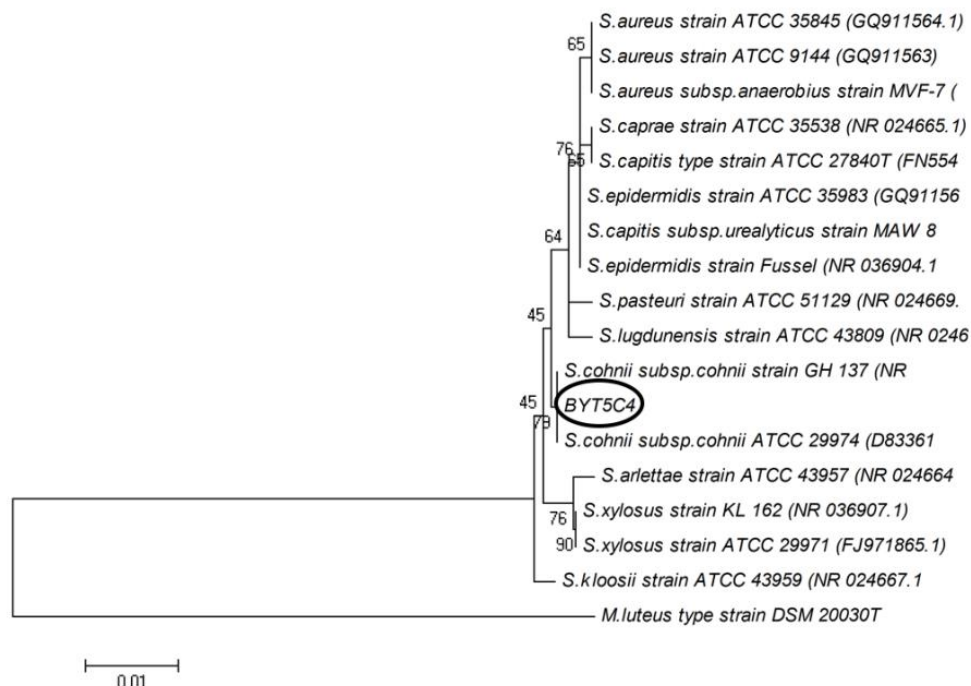 S.aureus strain ATCC 35845 (GQ911564.1)
65
S.aureus strain ATCC 9144 (GQ911563)
S.aureus subsp.anaerobius strain MVF-7 (
S.caprae strain ATCC 35538 (NR 024665.1)
76
65
S.capitis type strain ATCC 27840T (FN554
S.epidermidis strain ATCC 35983 (GQ91156
S.capitis subsp.urealyticus strain MAW 8
64
S.epidermidis strain Fussel (NR 036904.1
S.pasteuri strain ATCC 51129 (NR 024669.
45
S.lugdunensis strain ATCC 43809 (NR 0246
S.cohnii subsp.cohnii strain GH 137 (NR
45
BYT5C4
79
S.cohnii subsp.cohnii ATCC 29974 (D83361
S.arlettae strain ATCC 43957 (NR 024664
76
S.xylosus strain KL 162 (NR 036907.1)
90
S.xylosus strain ATCC 29971 (FJ971865.1)
S.kloosii strain ATCC 43959 (NR 024667.1
M.luteus type strain DSM 20030T
0.01